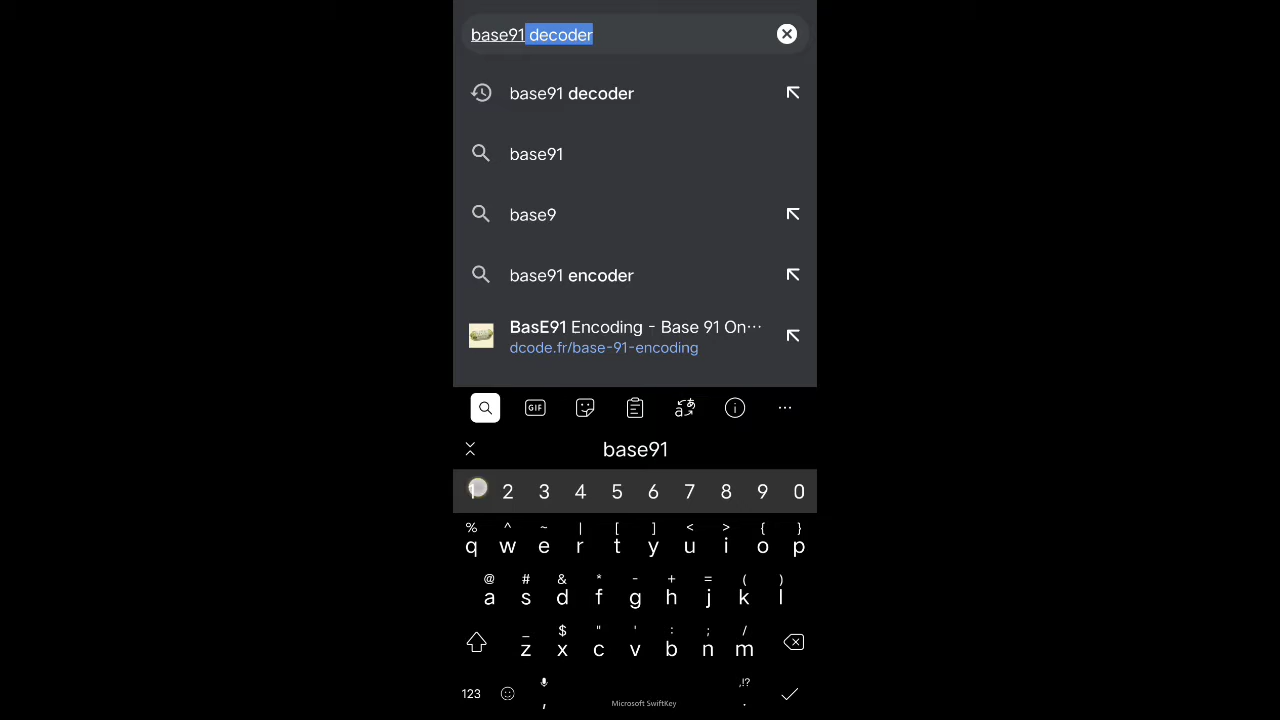 base91 decoder
base91 decoder
base91
base9
base91 encoder
BasE91 Encoding - Base 91 On…
dcode.fr/base-91-encoding
GIF
base91
1 2 3 4 5 6 7 8 9 0
% ^ ~ | [ ] < > { }
q w e r t y u i o p
@ # & * - + = ( )
a s d f g h j k l
_ $ " ' : ; /
z x c v b n m
,!?
123 , Microsoft SwiftKey .